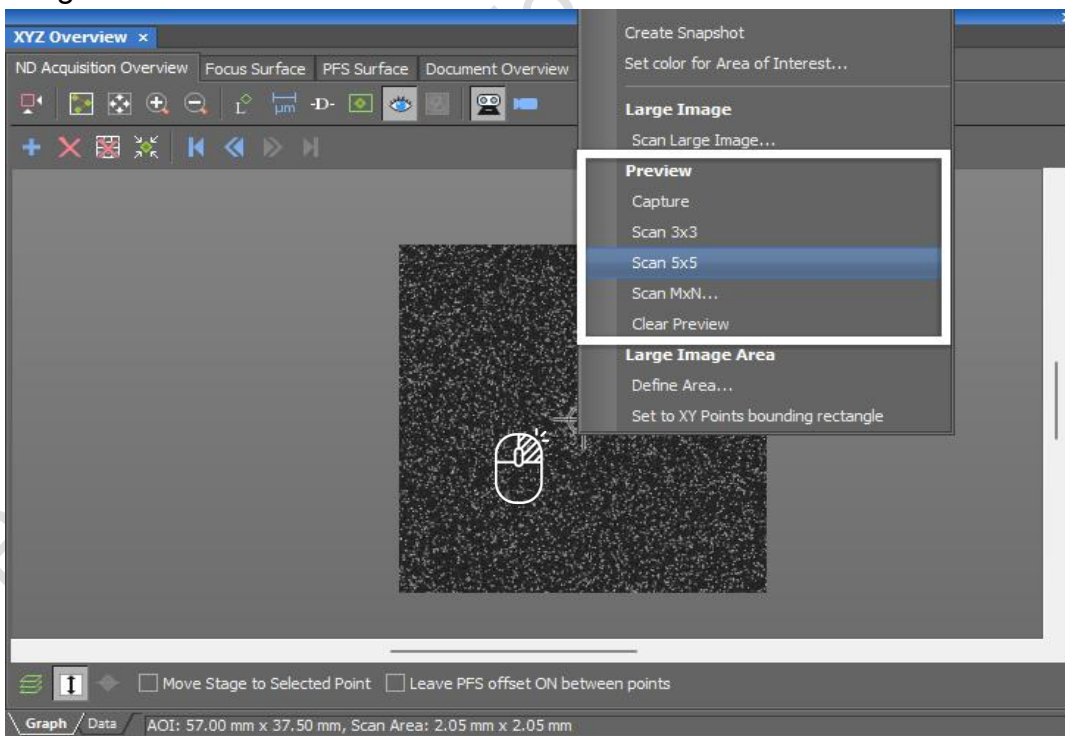 XYZ Overview ×
ND Acquisition Overview Focus Surface PFS Surface Document Overview
µm -D-
Create Snapshot
Set color for Area of Interest...
Large Image
Scan Large Image...
Preview
Capture
Scan 3x3
Scan 5x5
Scan MxN...
Clear Preview
Large Image Area
Define Area...
Set to XY Points bounding rectangle
Move Stage to Selected Point Leave PFS offset ON between points
Graph Data AOI: 57.00 mm x 37.50 mm, Scan Area: 2.05 mm x 2.05 mm